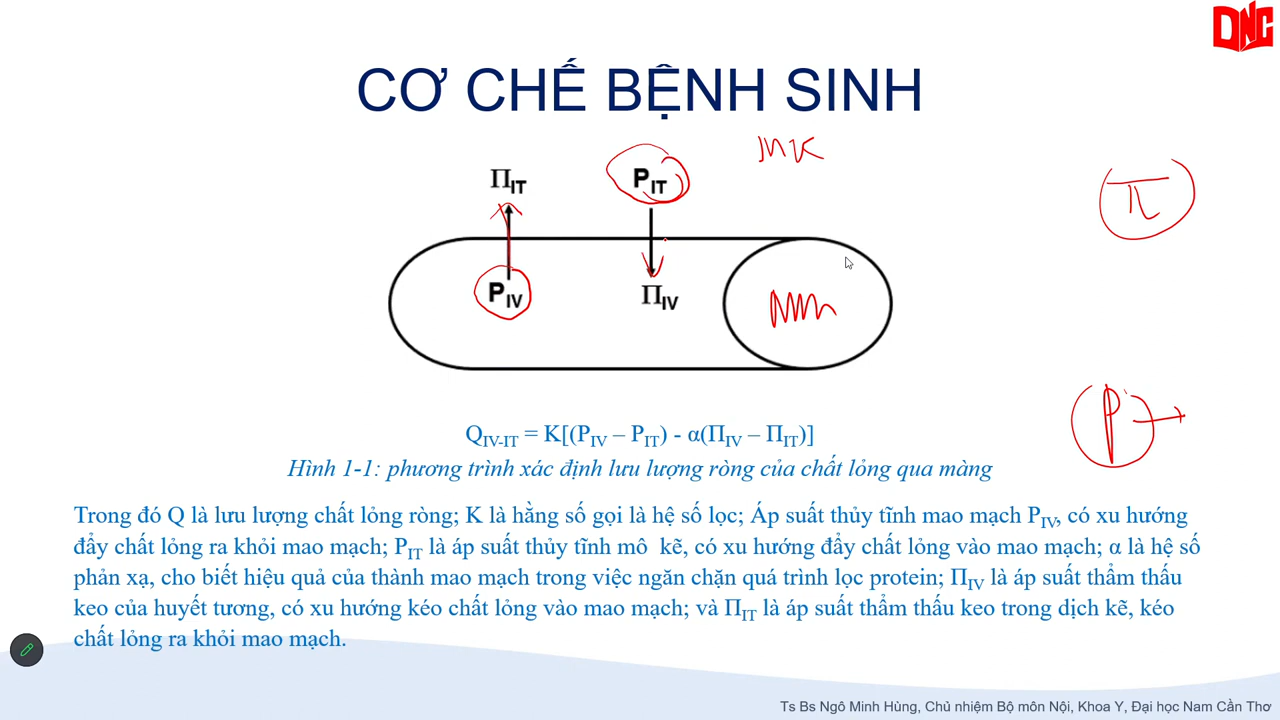 DNC
CƠ CHẾ BỆNH SINH
MK
Π
Π_IT P_IT
P_IV Π_IV
P
Q_IV-IT = K[(P_IV – P_IT) - α(Π_IV – Π_IT)]
Hình 1-1: phương trình xác định lưu lượng ròng của chất lỏng qua màng
Trong đó Q là lưu lượng chất lỏng ròng; K là hằng số gọi là hệ số lọc; Áp suất thủy tĩnh mao mạch P_IV, có xu hướng
đẩy chất lỏng ra khỏi mao mạch; P_IT là áp suất thủy tĩnh mô kẽ, có xu hướng đẩy chất lỏng vào mao mạch; α là hệ số
phản xạ, cho biết hiệu quả của thành mao mạch trong việc ngăn chặn quá trình lọc protein; Π_IV là áp suất thẩm thấu
keo của huyết tương, có xu hướng kéo chất lỏng vào mao mạch; và Π_IT là áp suất thẩm thấu keo trong dịch kẽ, kéo
chất lỏng ra khỏi mao mạch.
Ts Bs Ngô Minh Hùng, Chủ nhiệm Bộ môn Nội, Khoa Y, Đại học Nam Cần Thơ